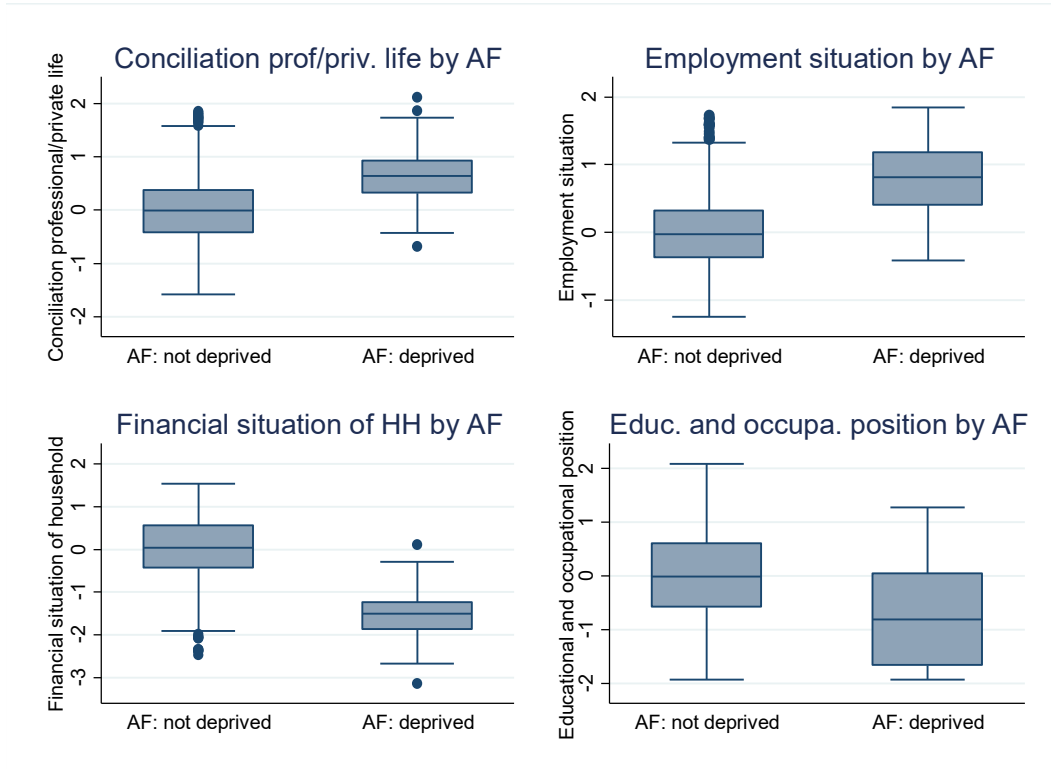 Conciliation prof/priv. life by AF
Conciliation professional/private life
2
1
0
-1
-2
AF: not deprived
AF: deprived
Employment situation by AF
Employment situation
2
1
0
-1
AF: not deprived
AF: deprived
Financial situation of HH by AF
Financial situation of household
2
1
0
-1
-2
-3
AF: not deprived
AF: deprived
Educ. and occupa. position by AF
Educational and occupational position
2
1
0
-1
-2
AF: not deprived
AF: deprived